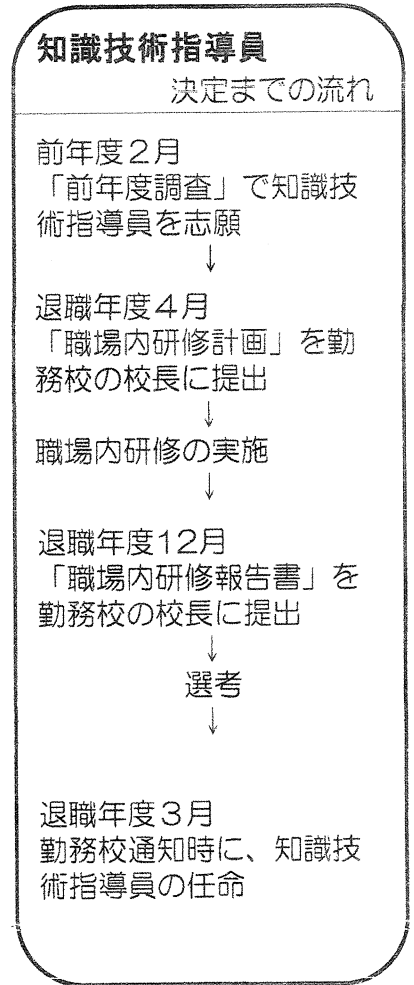 知識技術指導員
決定までの流れ
前年度2月
「前年度調査」で知識技
術指導員を志願
↓
退職年度4月
「職場内研修計画」を勤
務校の校長に提出
↓
職場内研修の実施
↓
退職年度12月
「職場内研修報告書」を
勤務校の校長に提出
↓
選考
↓
退職年度3月
勤務校通知時に、知識技
術指導員の任命